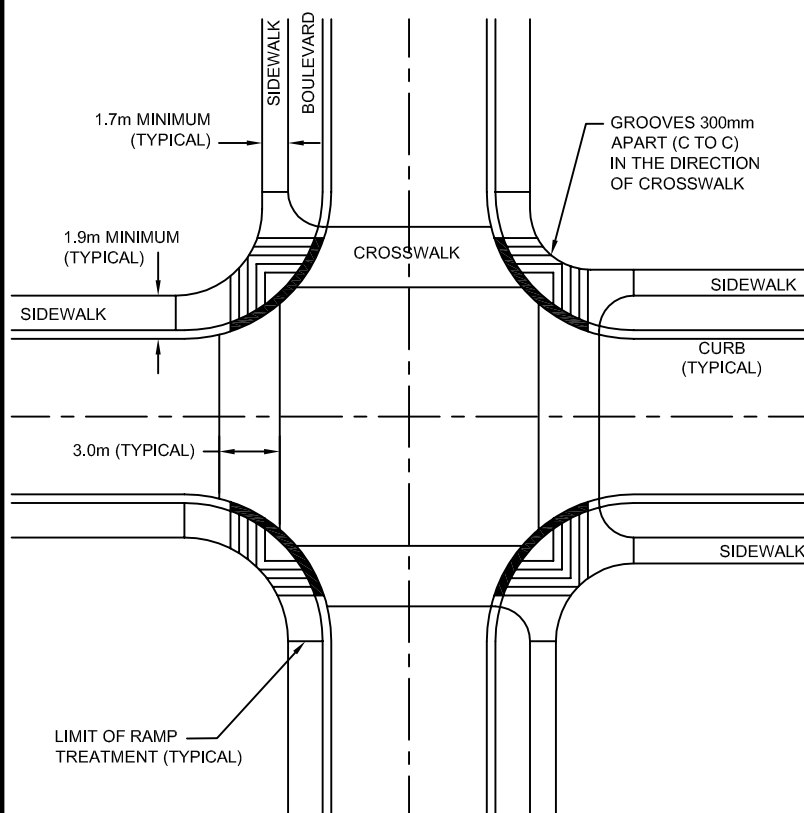 SIDEWALK
BOULEVARD
1.7m MINIMUM
(TYPICAL)
GROOVES 300mm
APART (C TO C)
IN THE DIRECTION
OF CROSSWALK
1.9m MINIMUM
(TYPICAL)
CROSSWALK
SIDEWALK
SIDEWALK
CURB
(TYPICAL)
3.0m (TYPICAL)
SIDEWALK
LIMIT OF RAMP
TREATMENT (TYPICAL)